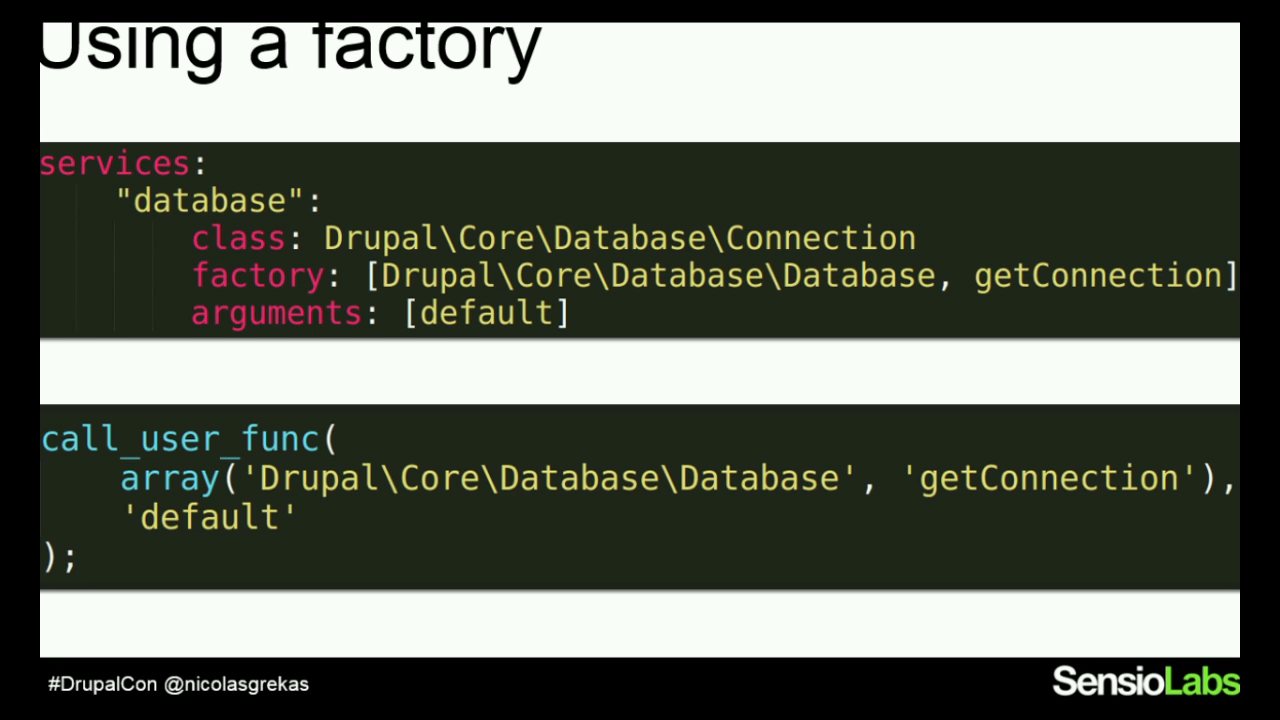 Using a factory
services:
    "database":
        class: Drupal\Core\Database\Connection
        factory: [Drupal\Core\Database\Database, getConnection]
        arguments: [default]
call_user_func(
    array('Drupal\Core\Database\Database', 'getConnection'),
    'default'
);
#DrupalCon @nicolasgrekas
SensioLabs